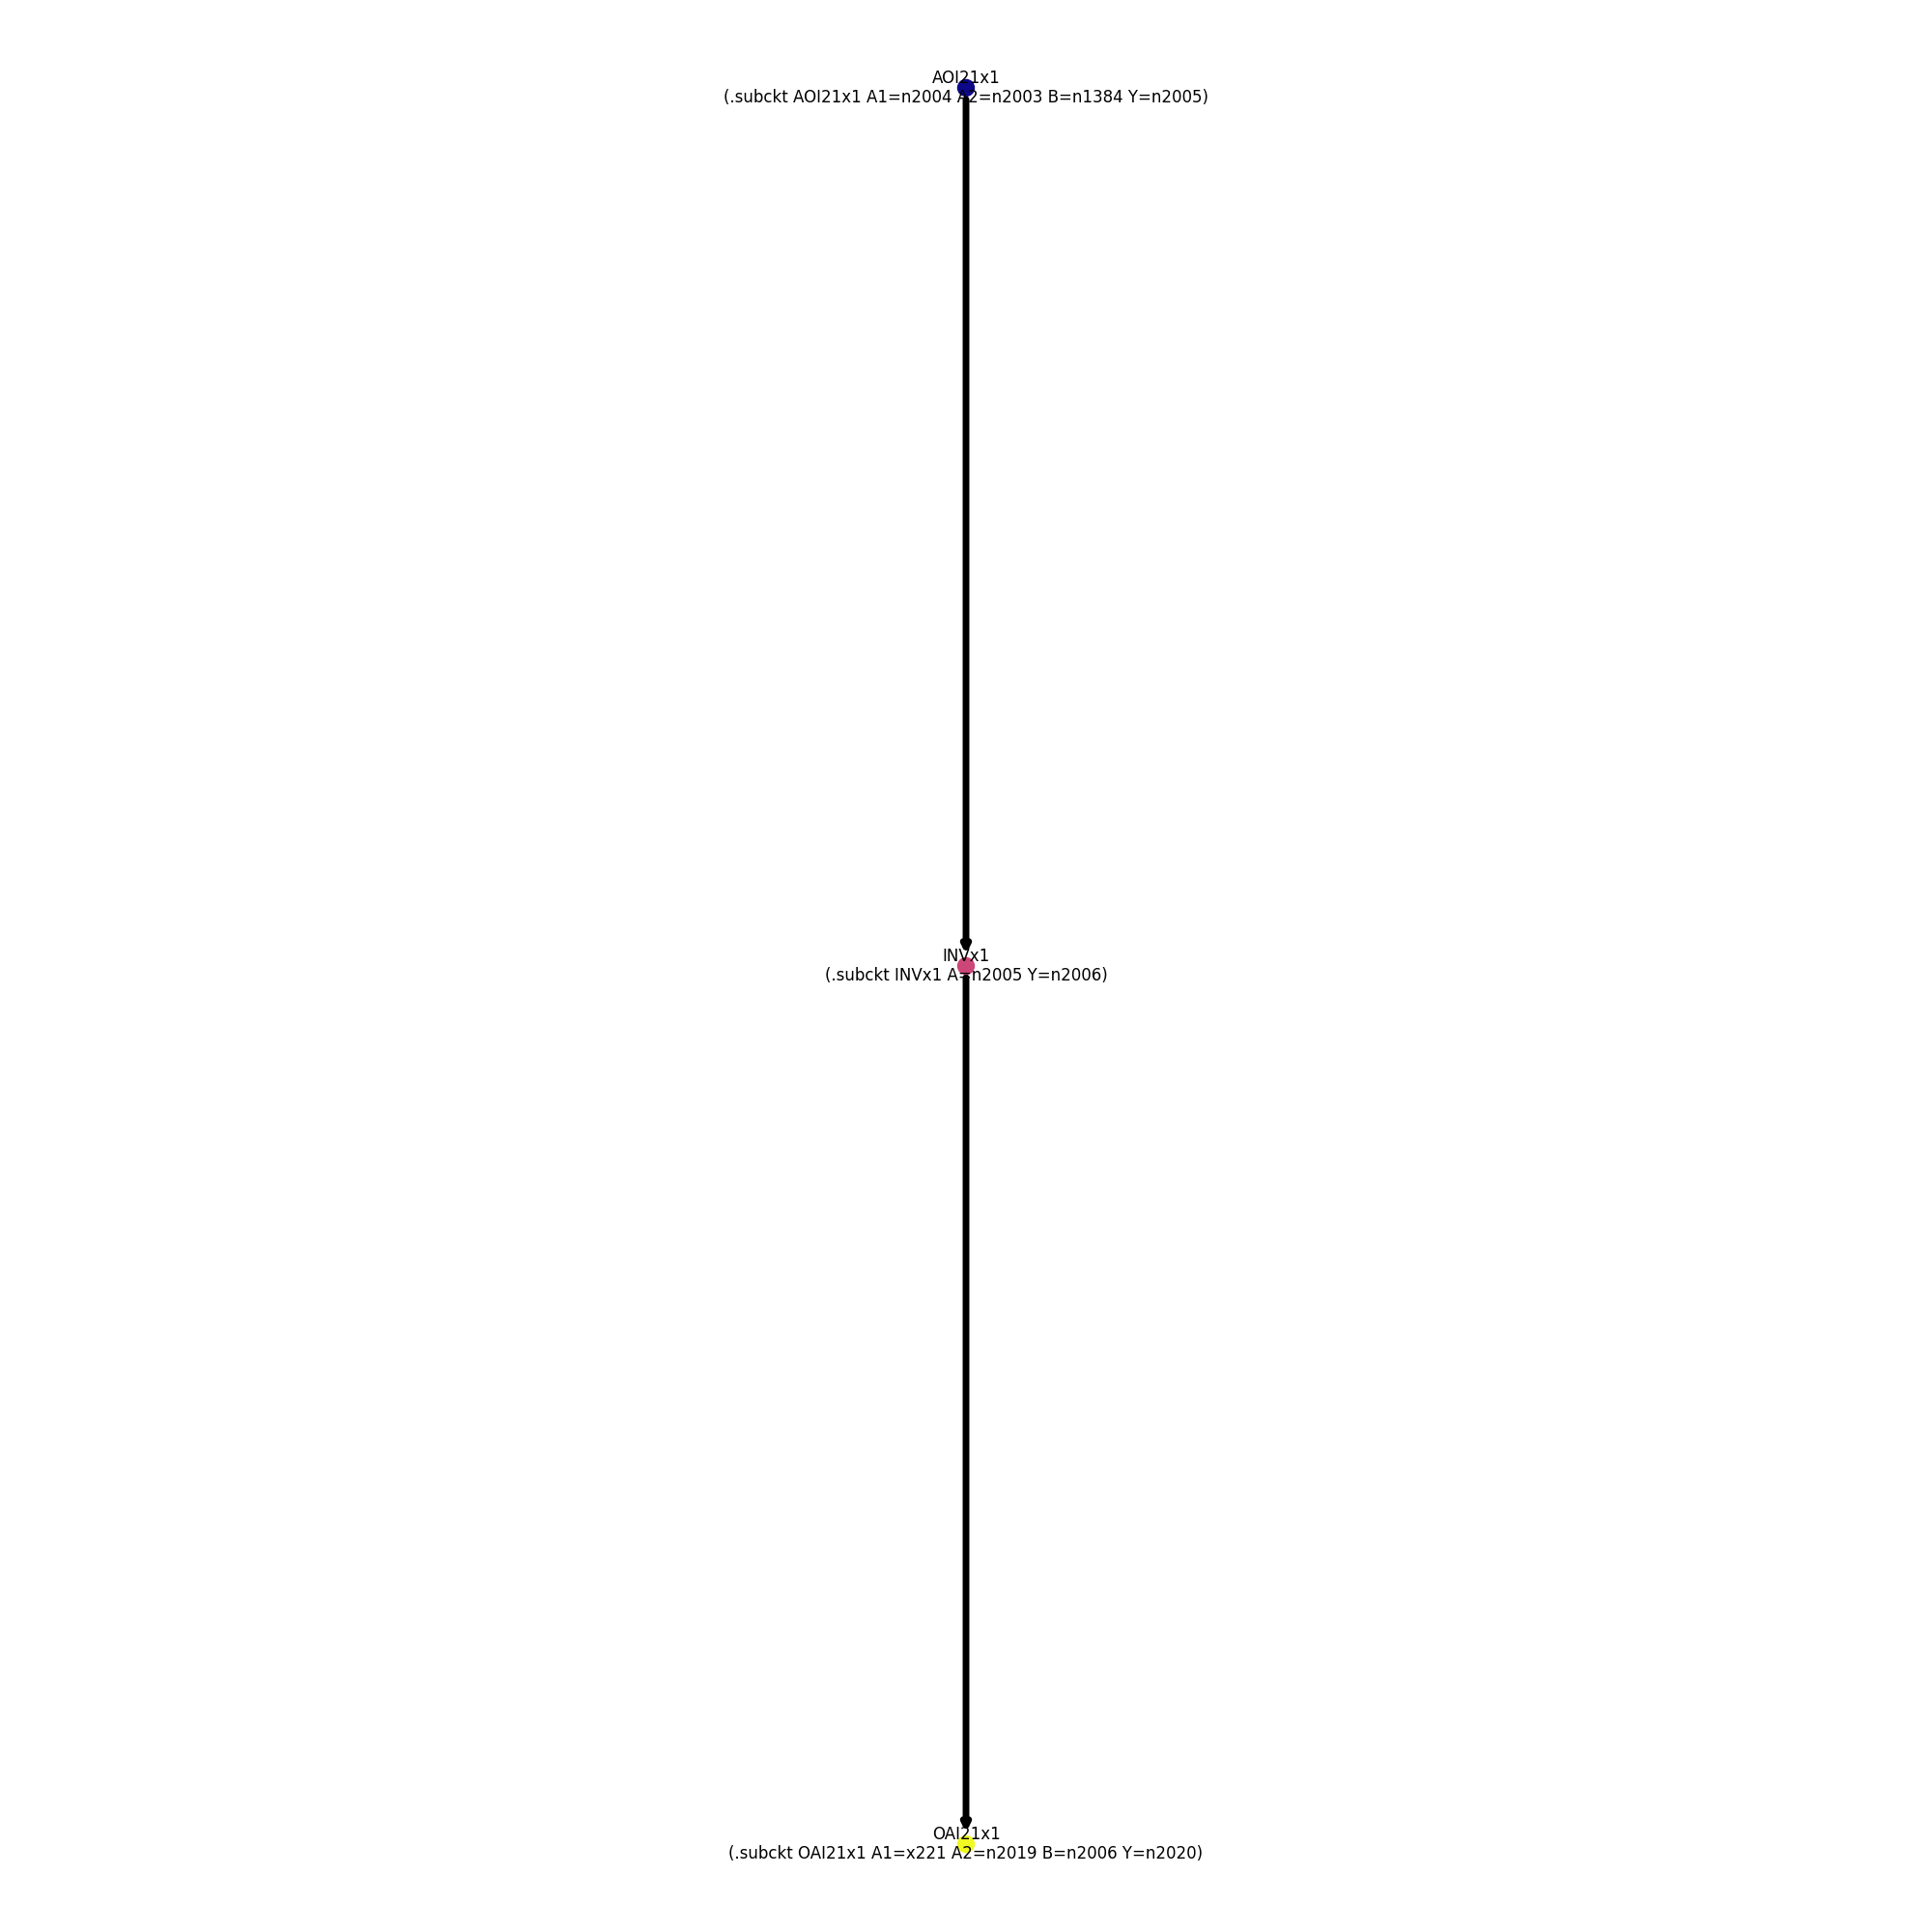 AOI21x1
(.subckt AOI21x1 A1=n2004 A2=n2003 B=n1384 Y=n2005)
INVx1
(.subckt INVx1 A=n2005 Y=n2006)
OAI21x1
(.subckt OAI21x1 A1=x221 A2=n2019 B=n2006 Y=n2020)